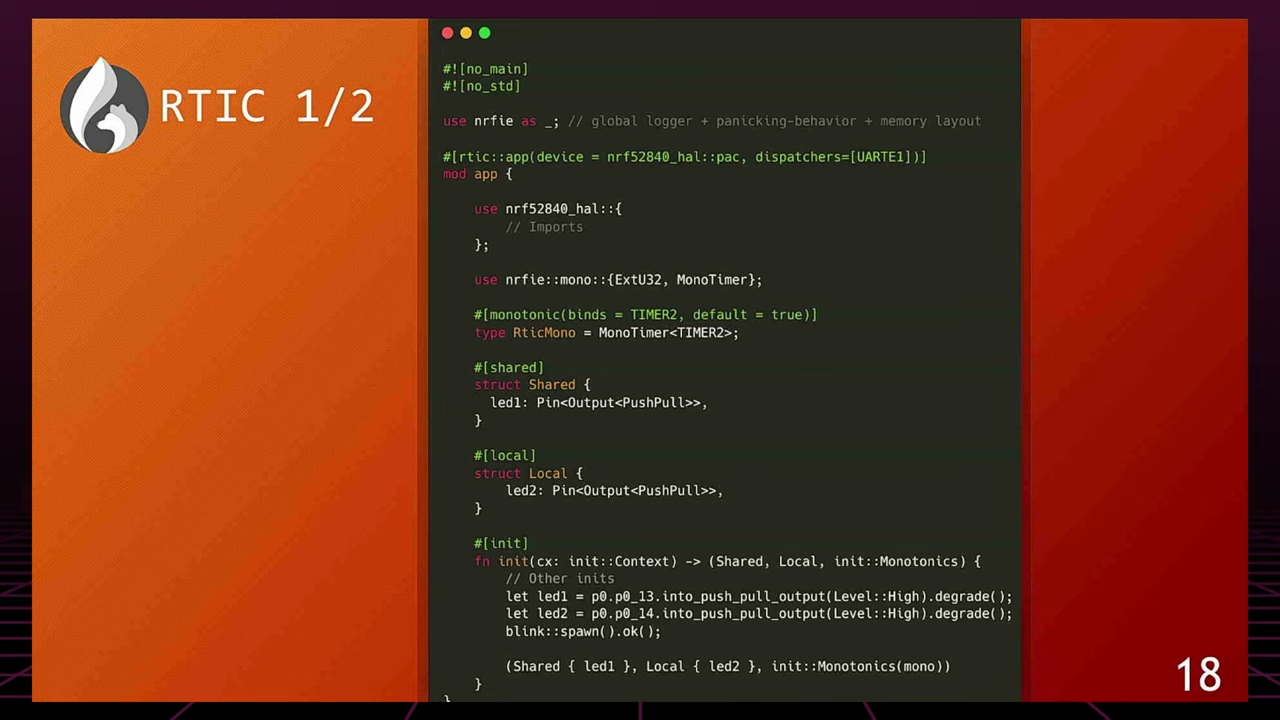 RTIC 1/2
#![no_main]
#![no_std]
use nrfie as _; // global logger + panicking-behavior + memory layout
#[rtic::app(device = nrf52840_hal::pac, dispatchers=[UARTE1])]
mod app {
use nrf52840_hal::{
// Imports
};
use nrfie::mono::{ExtU32, MonoTimer};
#[monotonic(binds = TIMER2, default = true)]
type RticMono = MonoTimer<TIMER2>;
#[shared]
struct Shared {
led1: Pin<Output<PushPull>>,
}
#[local]
struct Local {
led2: Pin<Output<PushPull>>,
}
#[init]
fn init(cx: init::Context) -> (Shared, Local, init::Monotonics) {
// Other inits
let led1 = p0.p0_13.into_push_pull_output(Level::High).degrade();
let led2 = p0.p0_14.into_push_pull_output(Level::High).degrade();
blink::spawn().ok();
(Shared { led1 }, Local { led2 }, init::Monotonics(mono))
}
}
18